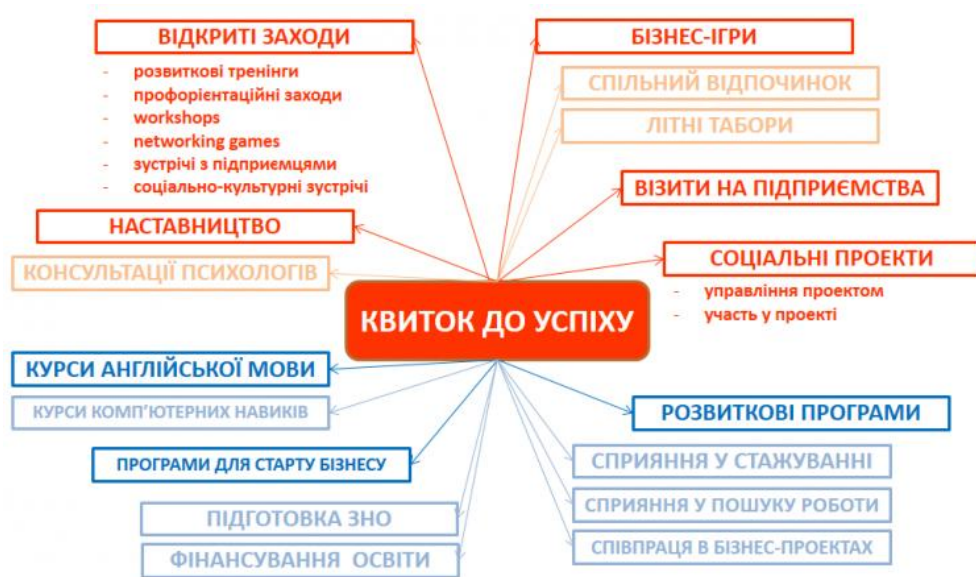 ВІДКРИТІ ЗАХОДИ
- розвиткові тренінги
- профорієнтаційні заходи
- workshops
- networking games
- зустрічі з підприємцями
- соціально-культурні зустрічі
НАСТАВНИЦТВО
КОНСУЛЬТАЦІЇ ПСИХОЛОГІВ
БІЗНЕС-ІГРИ
СПІЛЬНИЙ ВІДПОЧИНОК
ЛІТНІ ТАБОРИ
ВІЗИТИ НА ПІДПРИЄМСТВА
СОЦІАЛЬНІ ПРОЕКТИ
- управління проектом
- участь у проекті
КВИТОК ДО УСПІХУ
КУРСИ АНГЛІЙСЬКОЇ МОВИ
КУРСИ КОМП'ЮТЕРНИХ НАВИКІВ
ПРОГРАМИ ДЛЯ СТАРТУ БІЗНЕСУ
ПІДГОТОВКА ЗНО
ФІНАНСУВАННЯ ОСВІТИ
РОЗВИТКОВІ ПРОГРАМИ
СПРИЯННЯ У СТАЖУВАННІ
СПРИЯННЯ У ПОШУКУ РОБОТИ
СПІВПРАЦЯ В БІЗНЕС-ПРОЕКТАХ